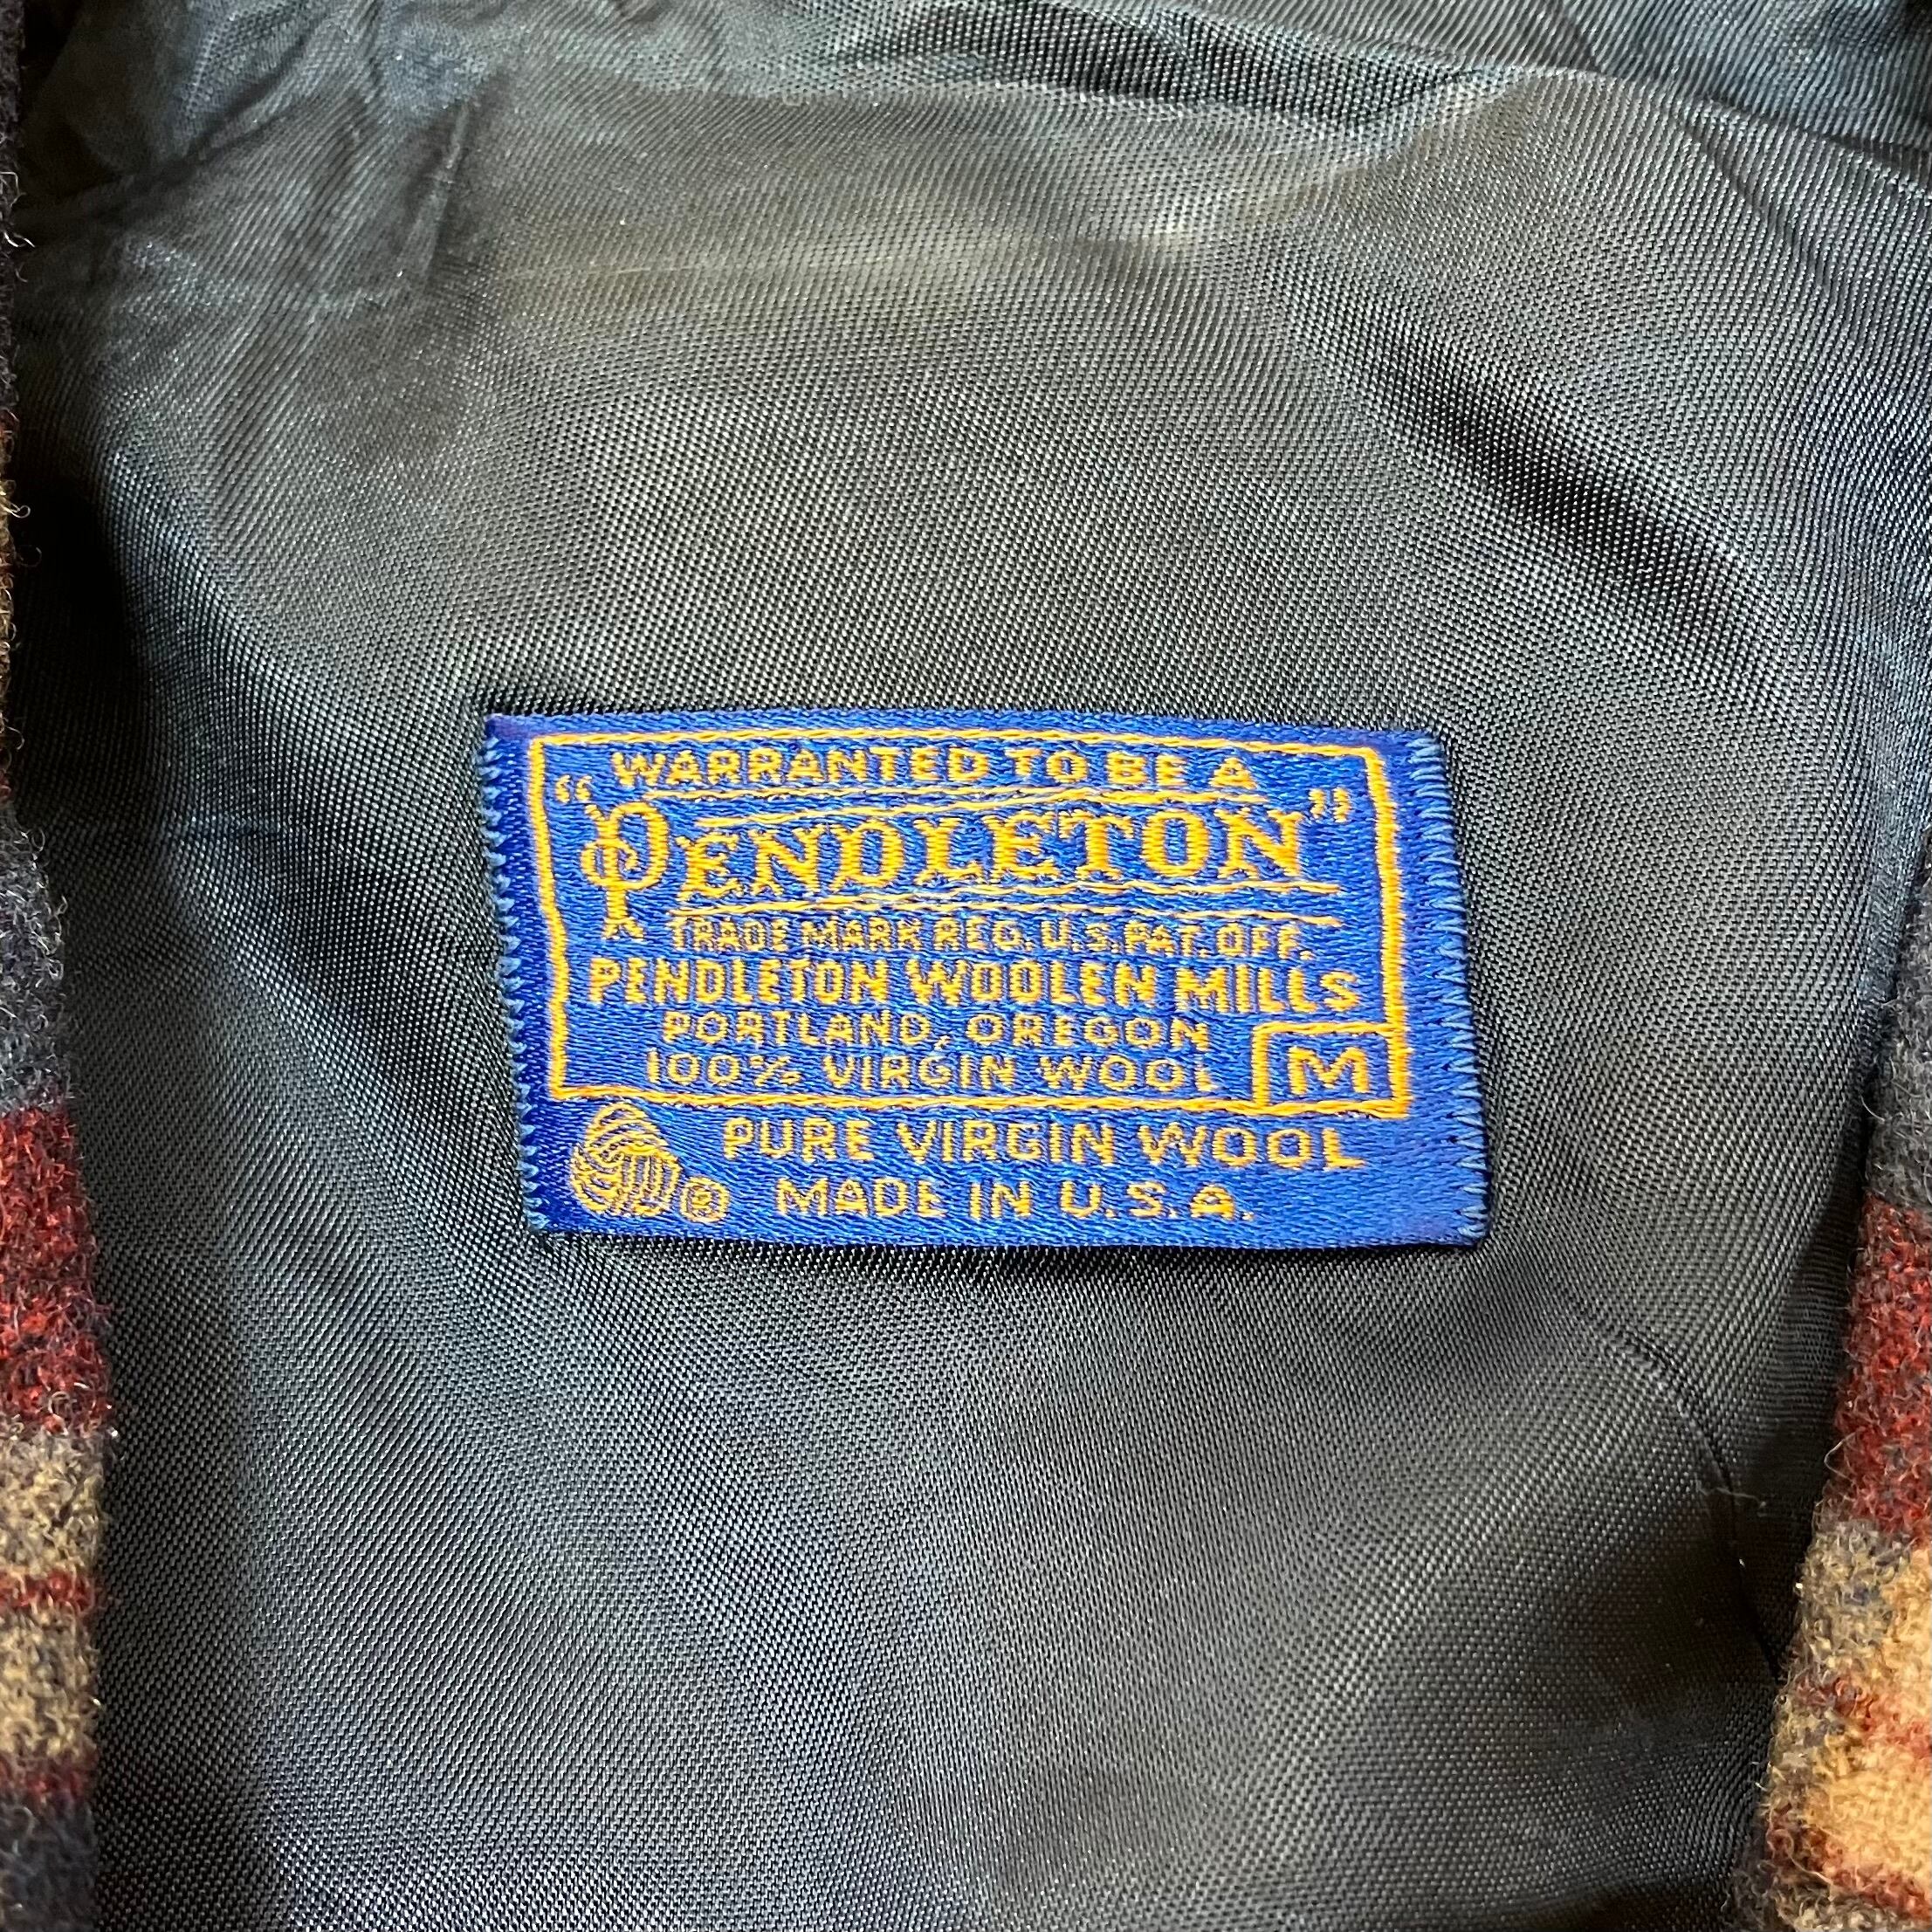 WARRANTED TO BE A
"PENDLETON"
TRADE MARK REG. U.S. PAT. OFF.
PENDLETON WOOLEN MILLS
PORTLAND, OREGON
100% VIRGIN WOOL M
PURE VIRGIN WOOL
® MADE IN U.S.A.